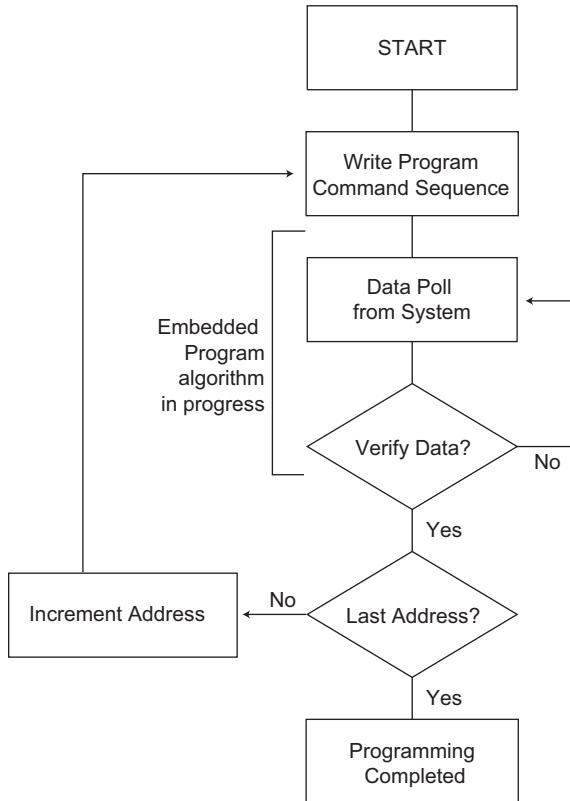 START
Write Program
Command Sequence
Data Poll
from System
Embedded
Program
algorithm
in progress
Verify Data?
No
Yes
Increment Address
No
Last Address?
Yes
Programming
Completed